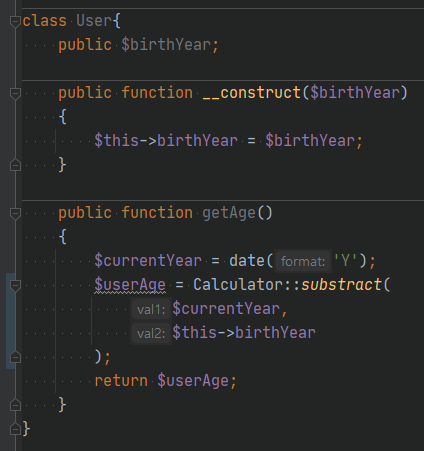 class User{
    public $birthYear;

    public function __construct($birthYear)
    {
        $this->birthYear = $birthYear;
    }

    public function getAge()
    {
        $currentYear = date( format: 'Y');
        $userAge = Calculator::substract(
            val1: $currentYear,
            val2: $this->birthYear
        );
        return $userAge;
    }
}